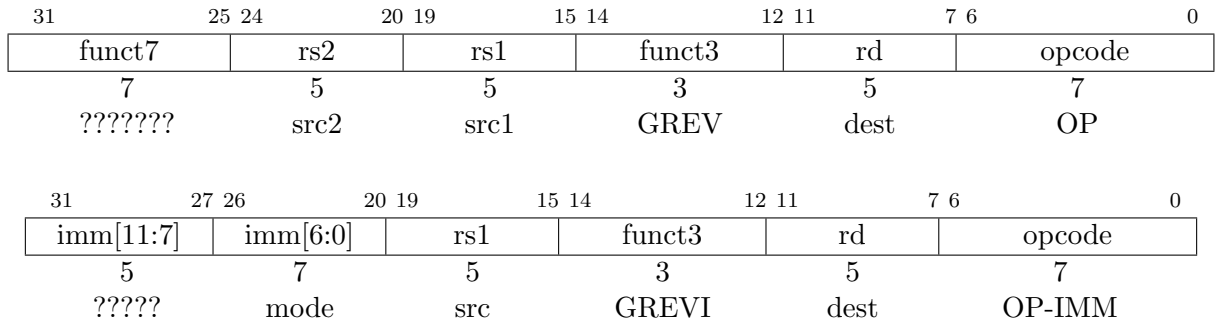 31 25 24 20 19 15 14 12 11 7 6 0
funct7 rs2 rs1 funct3 rd opcode
7 5 5 3 5 7
??????? src2 src1 GREV dest OP
31 27 26 20 19 15 14 12 11 7 6 0
imm[11:7] imm[6:0] rs1 funct3 rd opcode
5 7 5 3 5 7
????? mode src GREVI dest OP-IMM